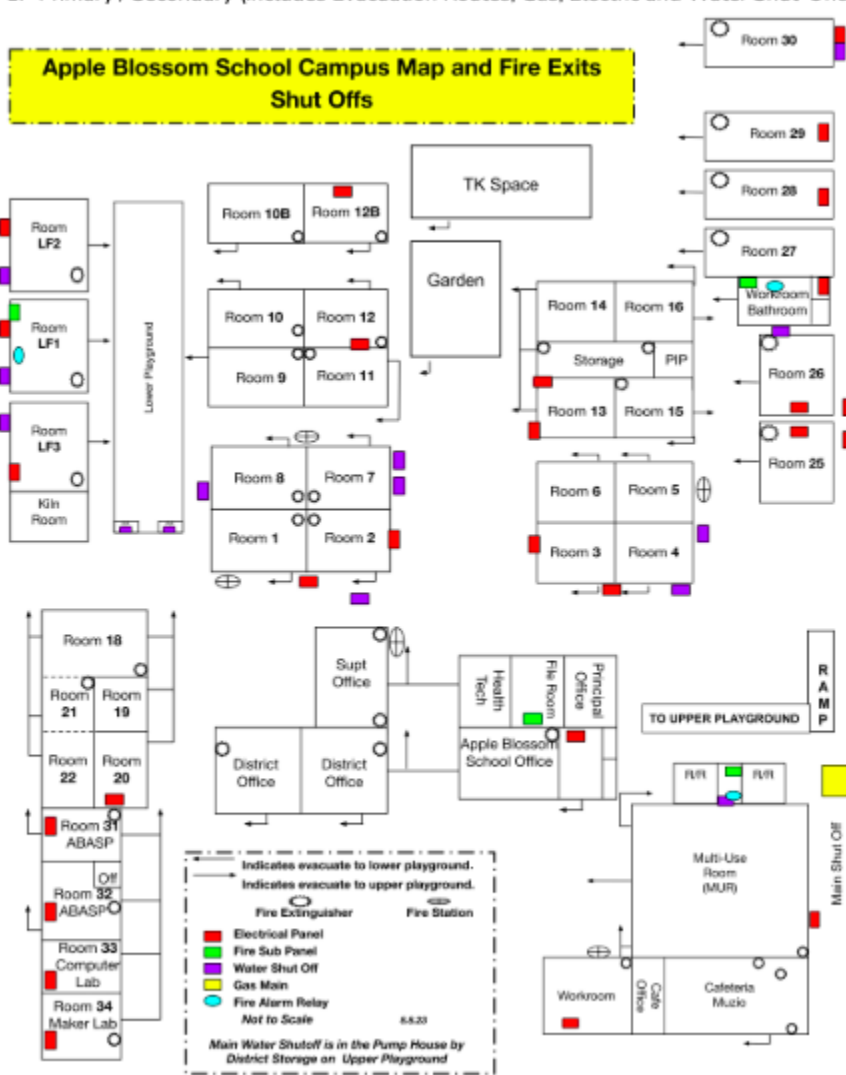 Apple Blossom School Campus Map and Fire Exits
Shut Offs
Room 30
Room 29
Room 28
Room 27
Workroom
Bathroom
Room 26
Room 25
TK Space
Garden
Room 10B
Room 12B
Room 10
Room 12
Room 9
Room 11
Room
LF2
Room
LF1
Room
LF3
Kiln
Room
Lower Playground
Room 14
Room 16
Storage
PIP
Room 13
Room 15
Room 8
Room 7
Room 1
Room 2
Room 6
Room 5
Room 3
Room 4
Room 18
Room
21
Room
19
Room
22
Room
20
Room 31
ABASP
Off
Room 32
ABASP
Room 33
Computer
Lab
Room 34
Maker Lab
Supt
Office
District
Office
District
Office
Health
Tech
File Room
Principal
Office
Apple Blossom
School Office
RAMP
TO UPPER PLAYGROUND
R/R
R/R
Multi-Use
Room
(MUR)
Main Shut Off
Workroom
Cafe
Office
Cafeteria
Muzio
Indicates evacuate to lower playground.
Indicates evacuate to upper playground.
Fire Extinguisher
Fire Station
Electrical Panel
Fire Sub Panel
Water Shut Off
Gas Main
Fire Alarm Relay
Not to Scale
Main Water Shutoff is in the Pump House by
District Storage on Upper Playground